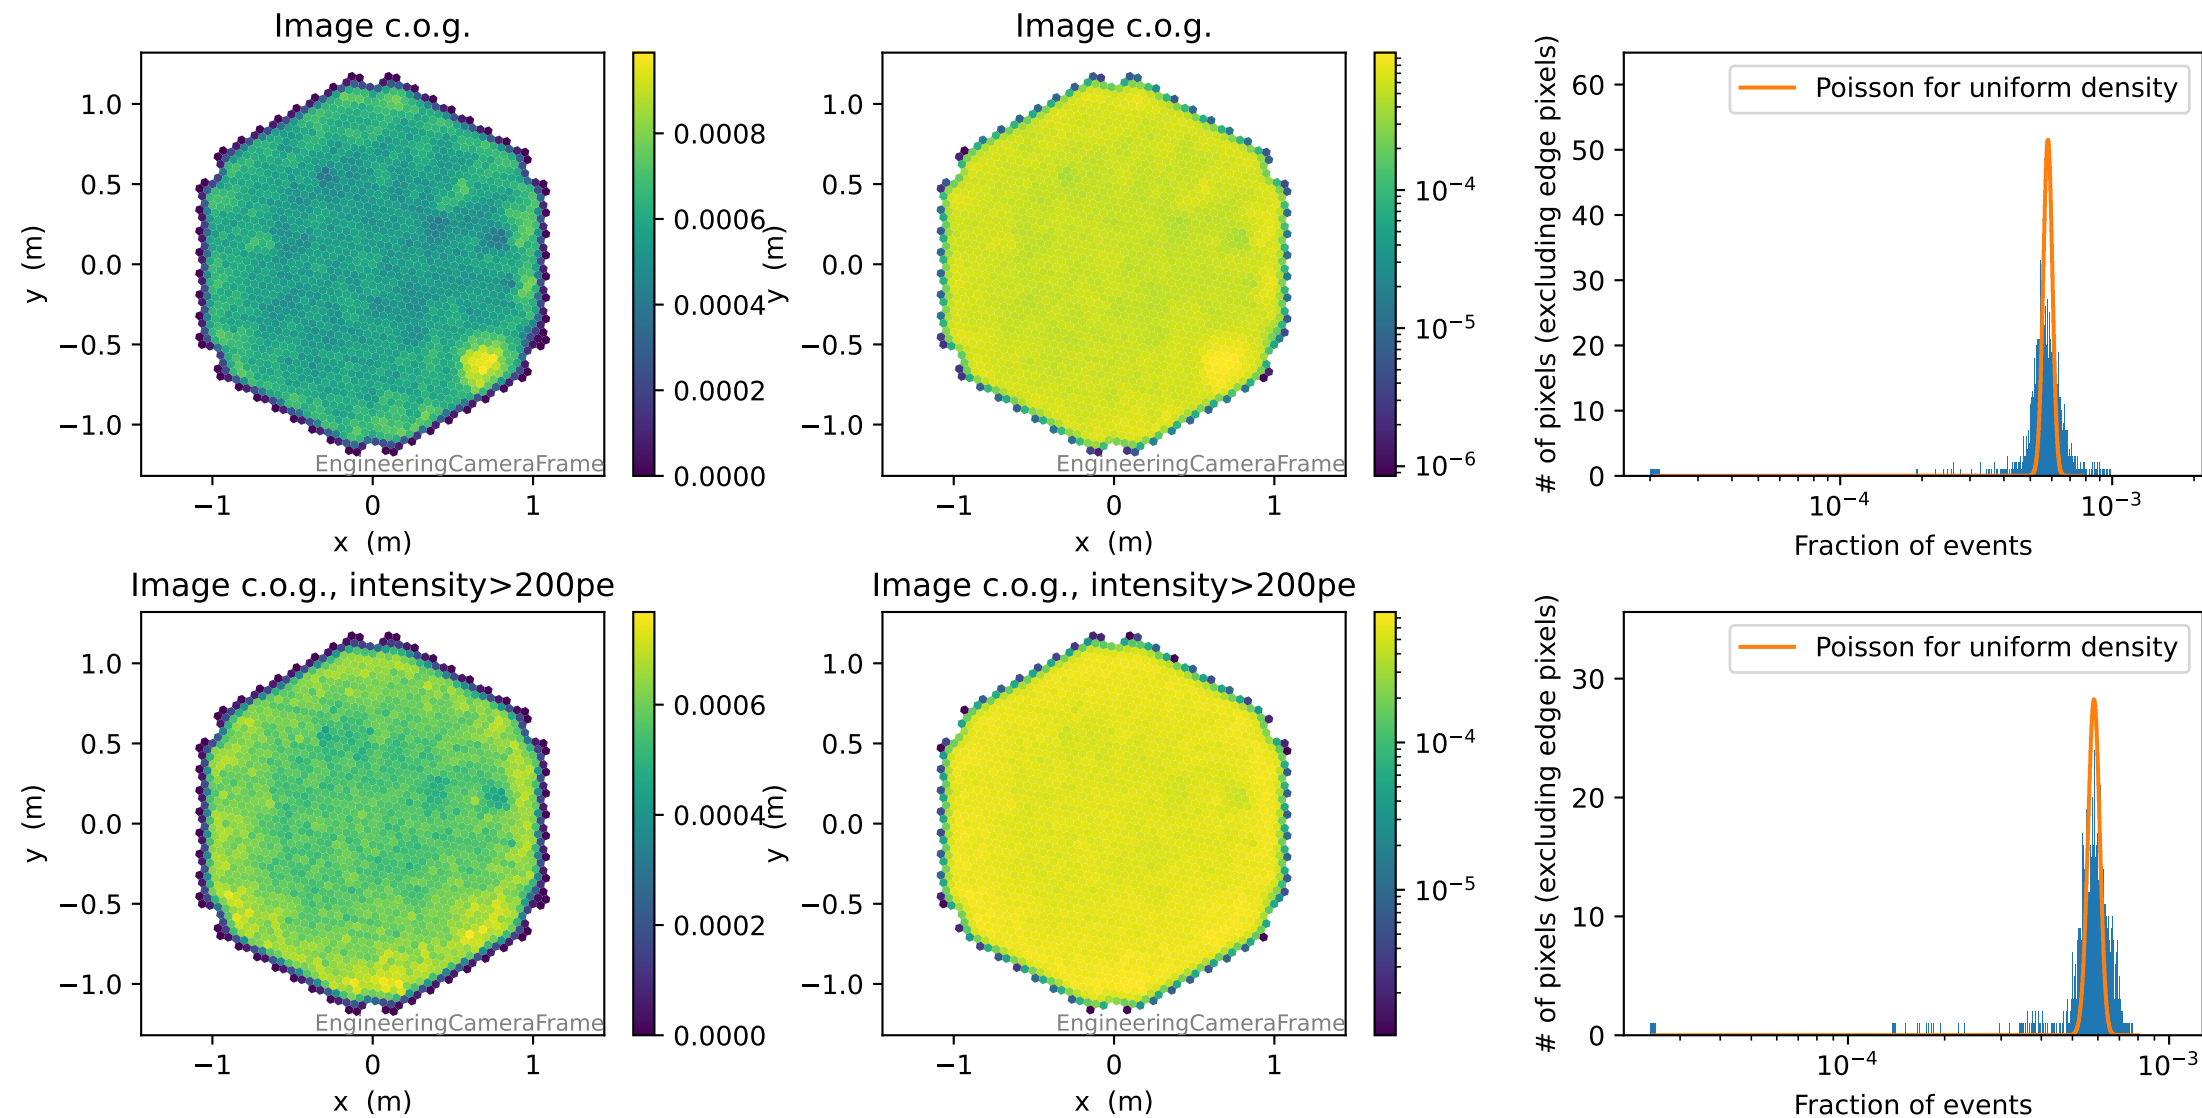 Image c.o.g.
y (m)
1.0
0.5
0.0
−0.5
−1.0
−1
0
1
x (m)
EngineeringCameraFrame
0.0008
0.0006
0.0004
0.0002
0.0000
Image c.o.g.
y (m)
1.0
0.5
0.0
−0.5
−1.0
−1
0
1
x (m)
EngineeringCameraFrame
10⁻⁴
10⁻⁵
10⁻⁶
# of pixels (excluding edge pixels)
60
50
40
30
20
10
0
Poisson for uniform density
10⁻⁴
10⁻³
Fraction of events
Image c.o.g., intensity>200pe
y (m)
1.0
0.5
0.0
−0.5
−1.0
−1
0
1
x (m)
EngineeringCameraFrame
0.0006
0.0004
0.0002
0.0000
Image c.o.g., intensity>200pe
y (m)
1.0
0.5
0.0
−0.5
−1.0
−1
0
1
x (m)
EngineeringCameraFrame
10⁻⁴
10⁻⁵
# of pixels (excluding edge pixels)
30
20
10
0
Poisson for uniform density
10⁻⁴
10⁻³
Fraction of events